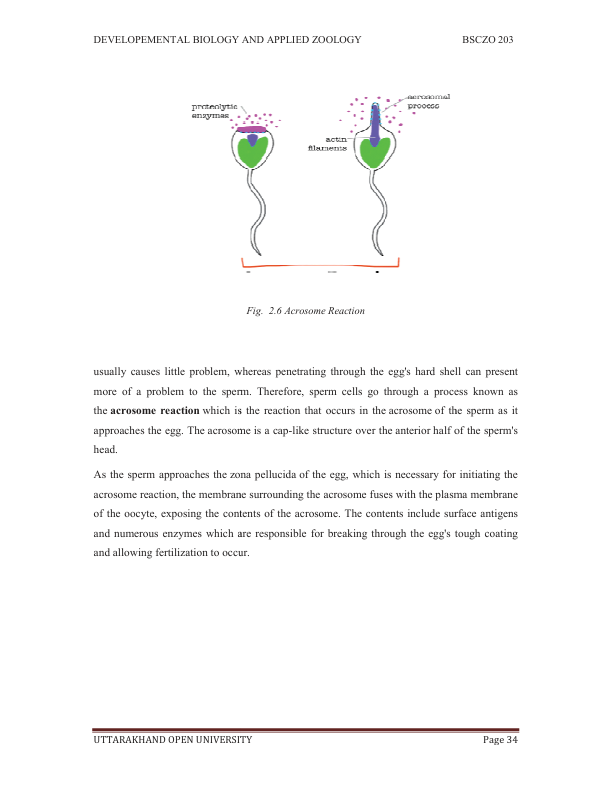 DEVELOPEMENTAL BIOLOGY AND APPLIED ZOOLOGY BSCZO 203
proteolytic
enzymes
acrosomal
process
actin
filaments
Fig. 2.6 Acrosome Reaction
usually causes little problem, whereas penetrating through the egg's hard shell can present
more of a problem to the sperm. Therefore, sperm cells go through a process known as
the acrosome reaction which is the reaction that occurs in the acrosome of the sperm as it
approaches the egg. The acrosome is a cap-like structure over the anterior half of the sperm's
head.
As the sperm approaches the zona pellucida of the egg, which is necessary for initiating the
acrosome reaction, the membrane surrounding the acrosome fuses with the plasma membrane
of the oocyte, exposing the contents of the acrosome. The contents include surface antigens
and numerous enzymes which are responsible for breaking through the egg's tough coating
and allowing fertilization to occur.
UTTARAKHAND OPEN UNIVERSITY Page 34